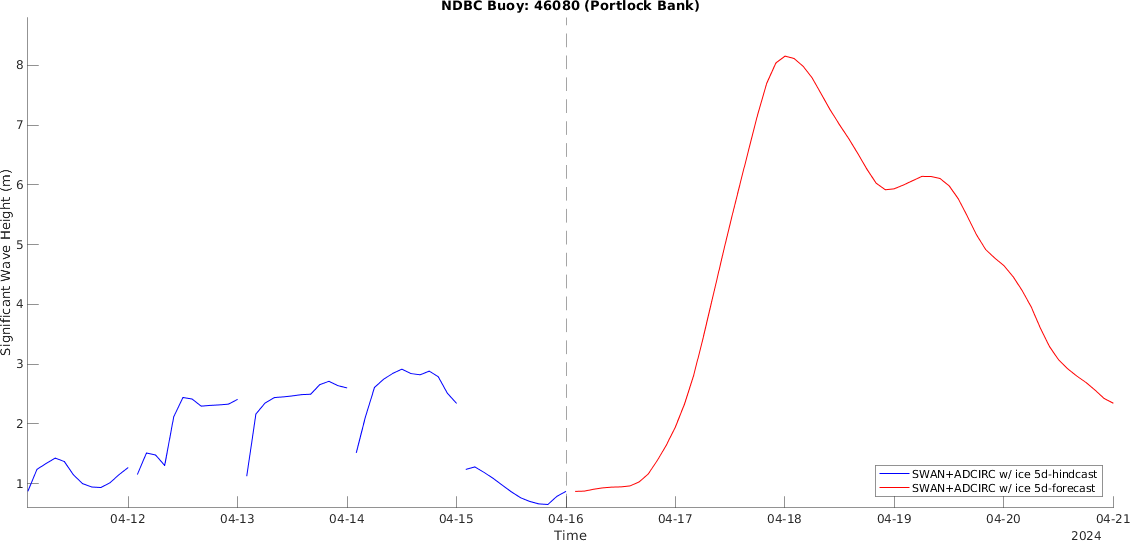 NDBC Buoy: 46080 (Portlock Bank)
Significant Wave Height (m)
8
7
6
5
4
3
2
1
SWAN+ADCIRC w/ ice 5d-hindcast
SWAN+ADCIRC w/ ice 5d-forecast
04-12 04-13 04-14 04-15 04-16 04-17 04-18 04-19 04-20 04-21
Time
2024